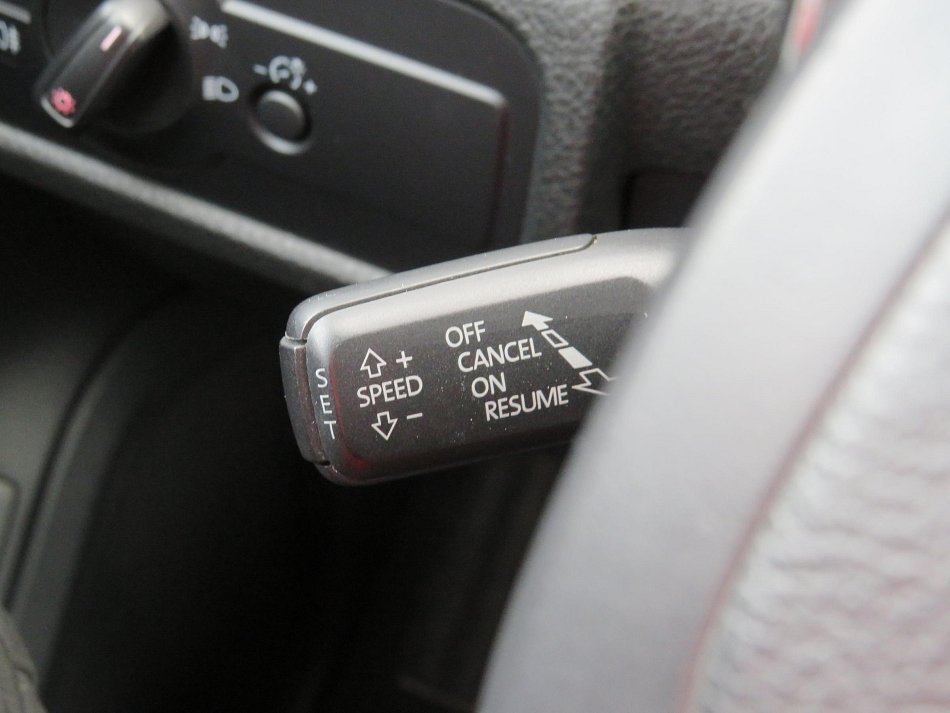 OFF
CANCEL
ON
RESUME
+
SPEED
-
SET
- +